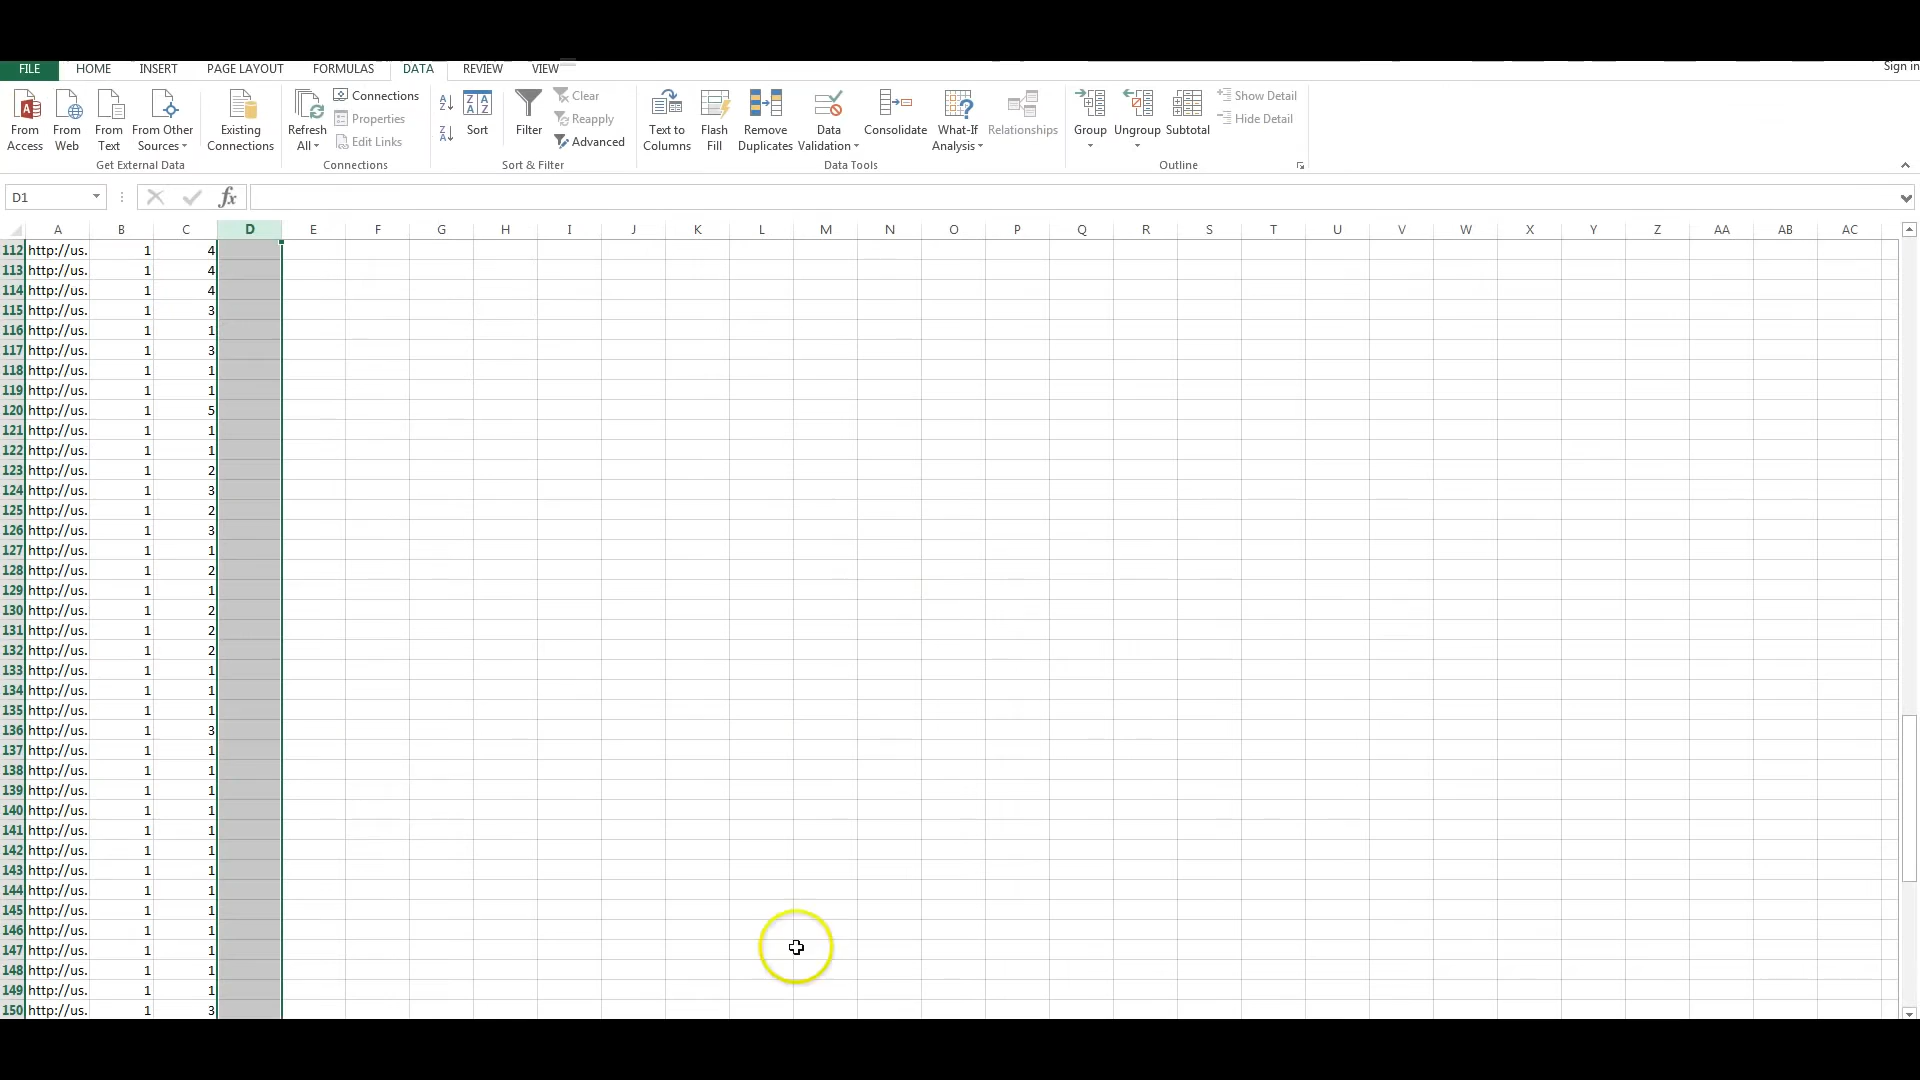 FILE HOME INSERT PAGE LAYOUT FORMULAS DATA REVIEW VIEW Sign in
From Access
From Web
From Text
From Other Sources
Existing Connections
Get External Data
Refresh All
Connections
Properties
Edit Links
Connections
Sort
Filter
Clear
Reapply
Advanced
Sort & Filter
Text to Columns
Flash Fill
Remove Duplicates
Data Validation
Consolidate
What-If Analysis
Relationships
Data Tools
Group
Ungroup
Subtotal
Show Detail
Hide Detail
Outline
D1 fx
A B C D E F G H I J K L M N O P Q R S T U V W X Y Z AA AB AC
112 http://us. 1 4
113 http://us. 1 4
114 http://us. 1 4
115 http://us. 1 3
116 http://us. 1 1
117 http://us. 1 3
118 http://us. 1 1
119 http://us. 1 1
120 http://us. 1 5
121 http://us. 1 1
122 http://us. 1 1
123 http://us. 1 2
124 http://us. 1 3
125 http://us. 1 2
126 http://us. 1 3
127 http://us. 1 1
128 http://us. 1 2
129 http://us. 1 1
130 http://us. 1 2
131 http://us. 1 2
132 http://us. 1 2
133 http://us. 1 1
134 http://us. 1 1
135 http://us. 1 1
136 http://us. 1 3
137 http://us. 1 1
138 http://us. 1 1
139 http://us. 1 1
140 http://us. 1 1
141 http://us. 1 1
142 http://us. 1 1
143 http://us. 1 1
144 http://us. 1 1
145 http://us. 1 1
146 http://us. 1 1
147 http://us. 1 1
148 http://us. 1 1
149 http://us. 1 1
150 http://us. 1 3